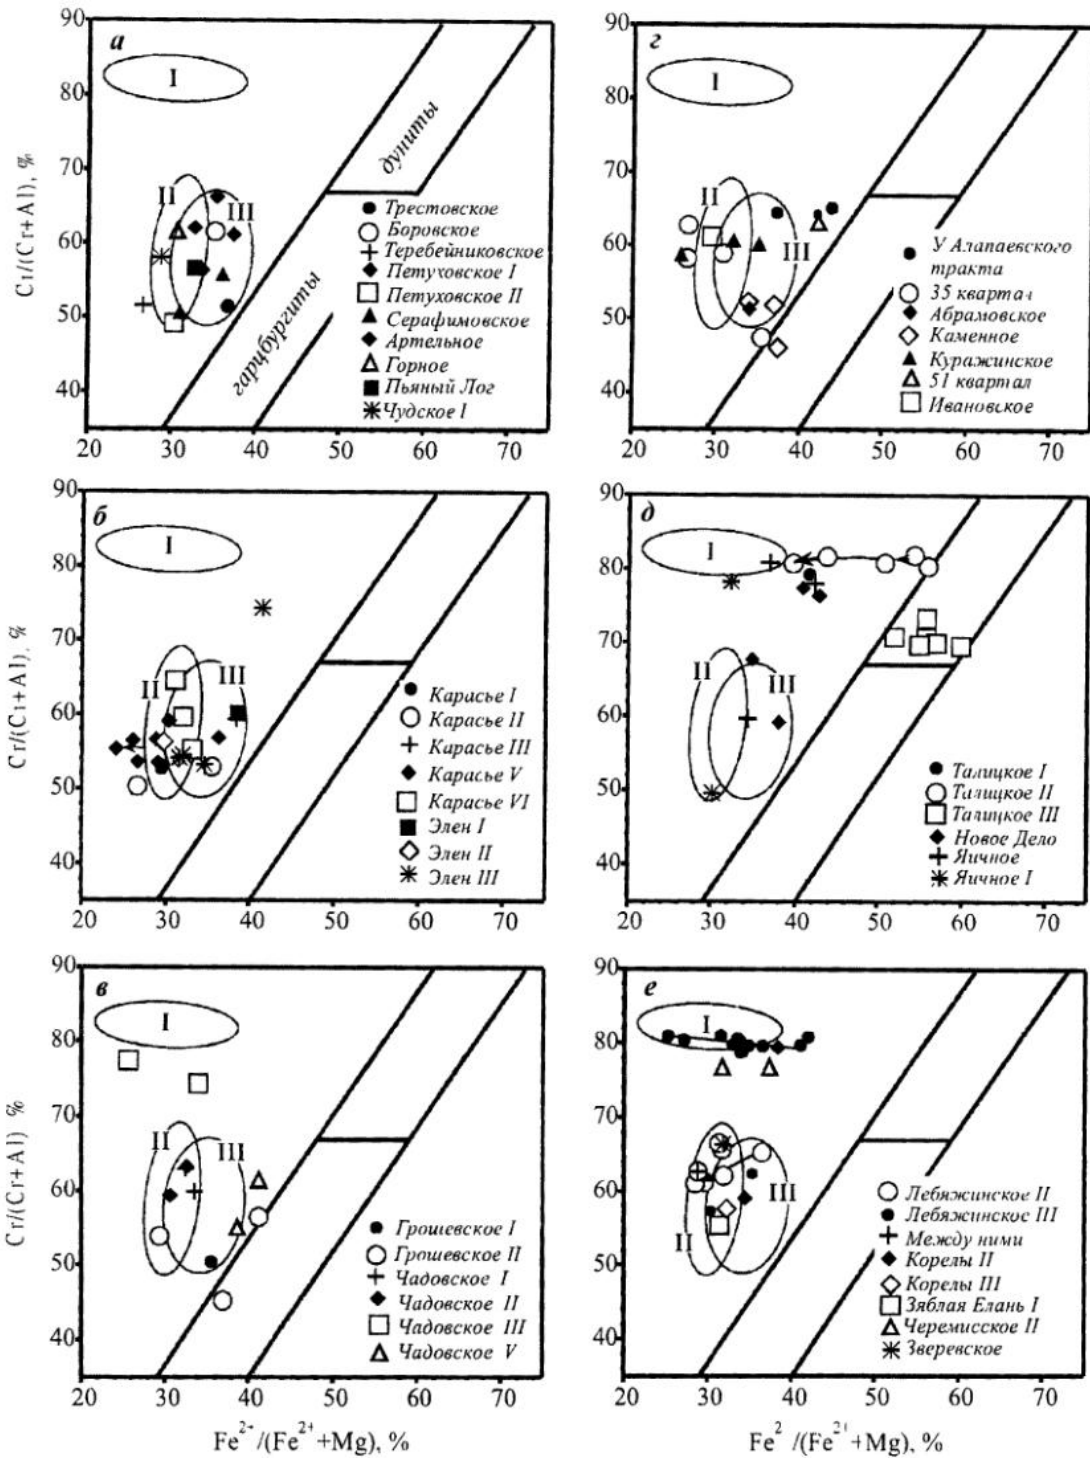 90
80
70
60
50
40
20 30 40 50 60 70
Cr/(Cr+Al), %
а
I
II
III
дуниты
гарцбургиты
Трестовское
Боровское
Теребейниковское
Петуховское I
Петуховское II
Серафимовское
Артельное
Горное
Пьяный Лог
Чудское I
90
80
70
60
50
40
20 30 40 50 60 70
г
I
II
III
У Алапаевского
тракта
35 квартал
Абрамовское
Каменное
Куражинское
51 квартал
Ивановское
90
80
70
60
50
40
20 30 40 50 60 70
Cr/(Cr+Al), %
б
I
II
III
Карасье I
Карасье II
Карасье III
Карасье V
Карасье VI
Элен I
Элен II
Элен III
90
80
70
60
50
40
20 30 40 50 60 70
д
I
II
III
Талицкое I
Талицкое II
Талицкое III
Новое Дело
Яичное
Яичное I
90
80
70
60
50
40
20 30 40 50 60 70
Cr/(Cr+Al) %
Fe²⁺/(Fe²⁺+Mg), %
в
I
II
III
Грошевское I
Грошевское II
Чадовское I
Чадовское II
Чадовское III
Чадовское V
90
80
70
60
50
40
20 30 40 50 60 70
Fe² /(Fe²⁺+Mg), %
е
I
II
III
Лебяжинское II
Лебяжинское III
Между ними
Корелы II
Корелы III
Зяблая Елань I
Черемисское II
Зверевское